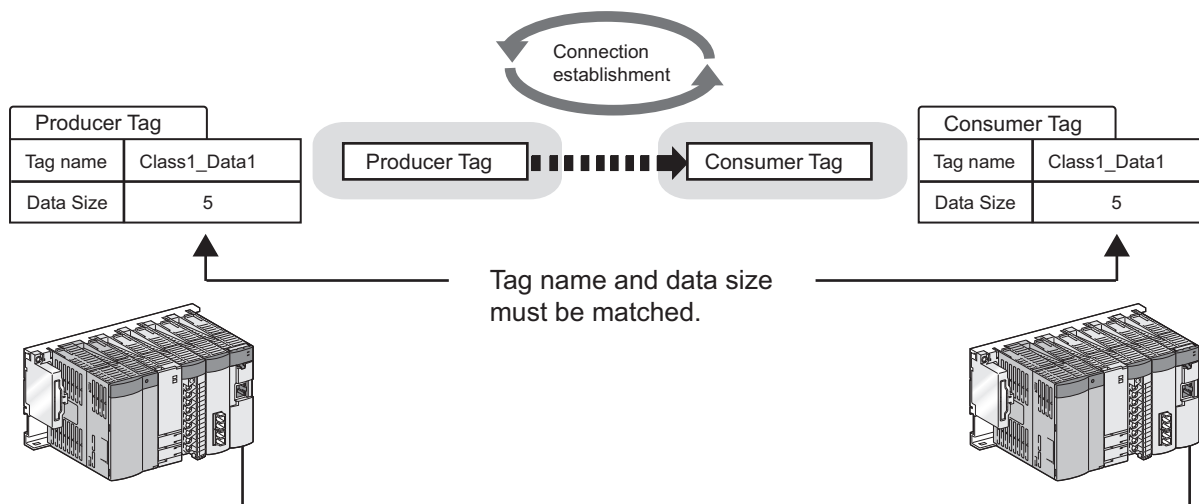 Connection
establishment
Producer Tag
Tag name Class1_Data1
Data Size 5
Producer Tag
Consumer Tag
Consumer Tag
Tag name Class1_Data1
Data Size 5
Tag name and data size
must be matched.